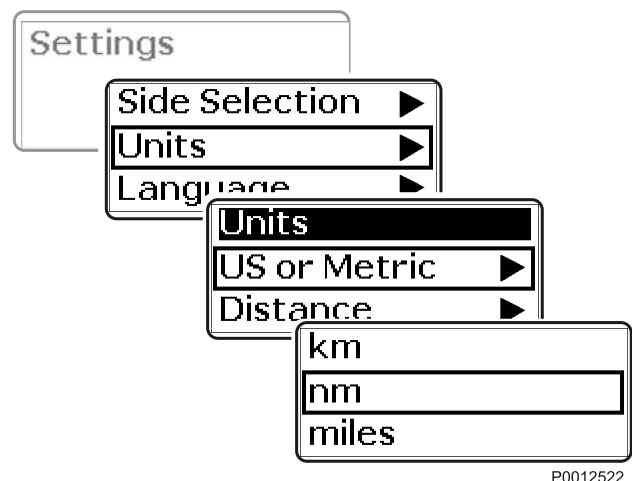 Settings
Side Selection
Units
Language
Units
US or Metric
Distance
km
nm
miles
P0012522